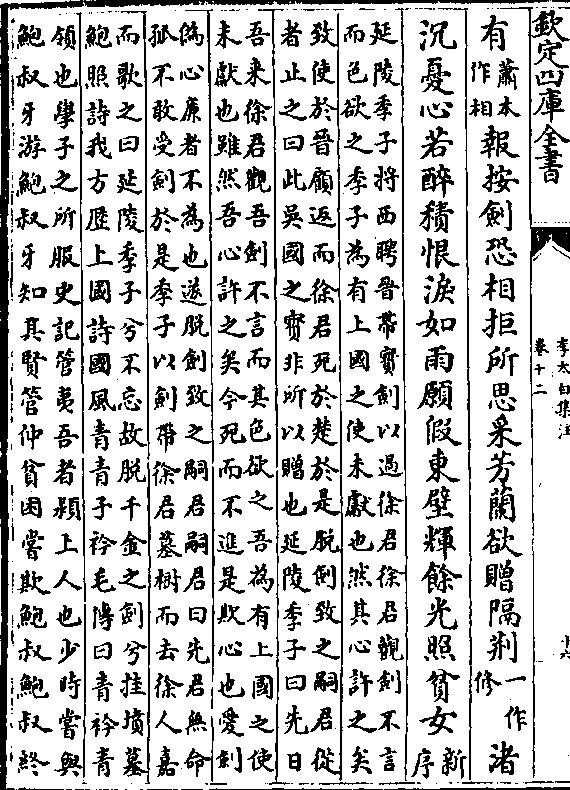 欽定四庫全書
李太白集注
卷十二
十六
有蕭本作相報按劍恐相拒所思采芳蘭欲贈隔荆一作修渚
沉憂心若醉積恨淚如雨願假東壁輝餘光照貧女新序
延陵季子將西聘晉帶寶劍以過徐君徐君觀劍不言
而色欲之季子為有上國之使未獻也然其心許之矣
致使於晉顧返而徐君死於楚於是脫劍致之嗣君從
者止之曰此吳國之寶非所以贈也延陵季子曰先日
吾来徐君觀吾劍不言而其色欲之吾為有上國之使
未獻也雖然吾心許之矣今死而不進是欺心也愛劍
偽心廉者不為也遂脫劍致之嗣君嗣君曰先君無命
孤不敢受劍於是季子以劍帶徐君墓樹而去徐人嘉
而歌之曰延陵季子兮不忘故脫千金之劍兮挂墳墓
鮑照詩我方歴上國詩國風青青子衿毛傳曰青衿青
領也學子之所服史記管夷吾者潁上人也少時嘗與
鮑叔牙游鮑叔牙知其賢管仲貧困嘗欺鮑叔鮑叔終